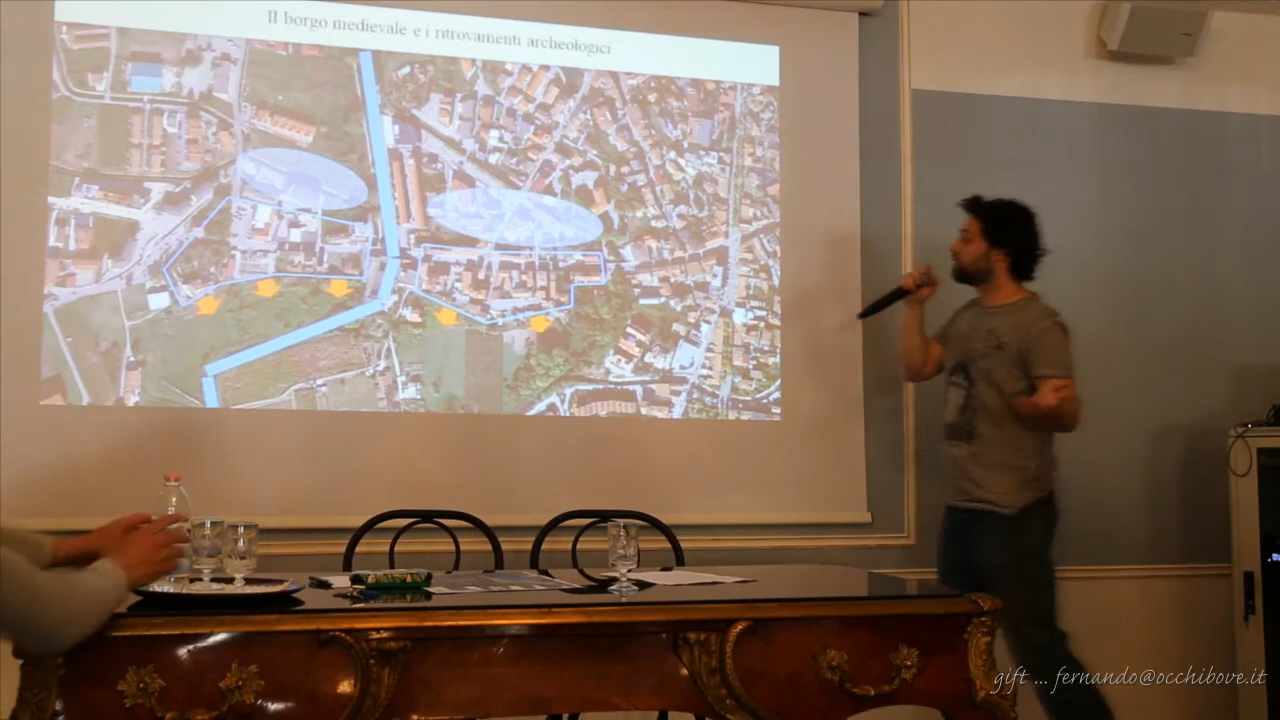 Il borgo medievale e i ritrovamenti archeologici
gift ... fernando@occhibove.it